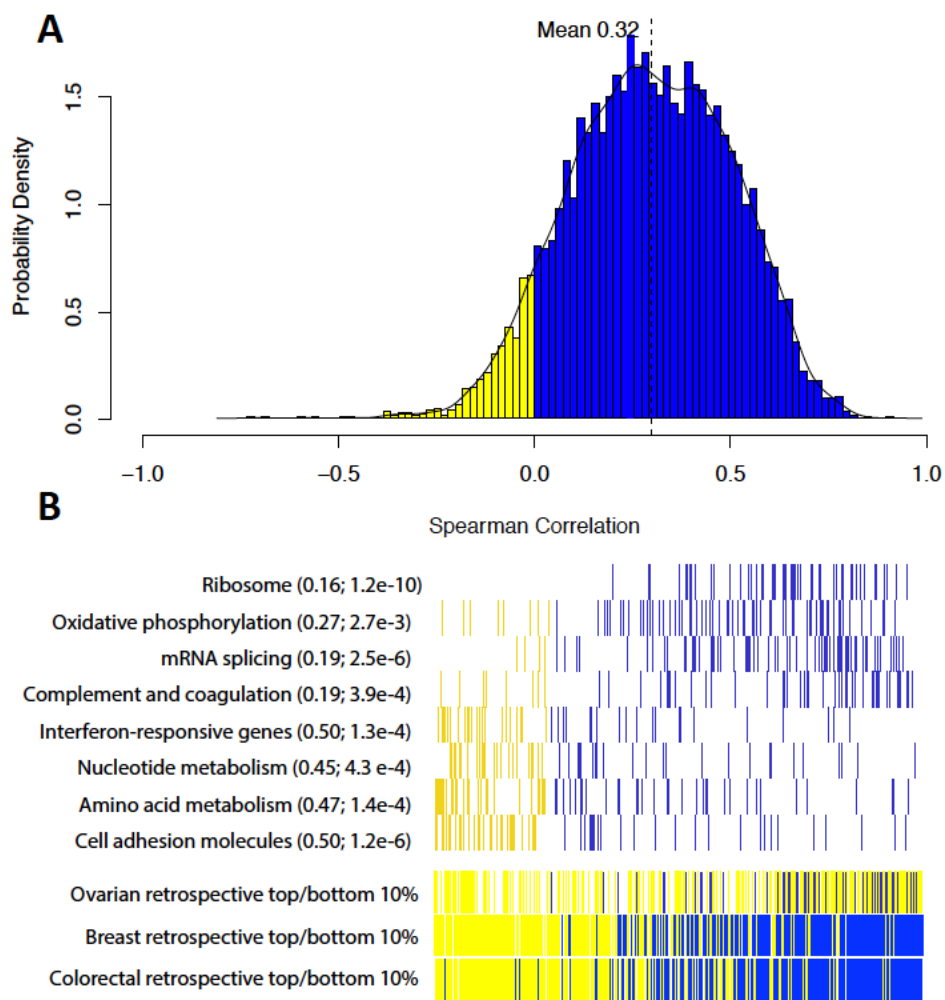 A
Mean 0.32
Probability Density
1.5
1.0
0.5
0.0
−1.0 −0.5 0.0 0.5 1.0
B
Spearman Correlation
Ribosome (0.16; 1.2e-10)
Oxidative phosphorylation (0.27; 2.7e-3)
mRNA splicing (0.19; 2.5e-6)
Complement and coagulation (0.19; 3.9e-4)
Interferon-responsive genes (0.50; 1.3e-4)
Nucleotide metabolism (0.45; 4.3 e-4)
Amino acid metabolism (0.47; 1.4e-4)
Cell adhesion molecules (0.50; 1.2e-6)
Ovarian retrospective top/bottom 10%
Breast retrospective top/bottom 10%
Colorectal retrospective top/bottom 10%